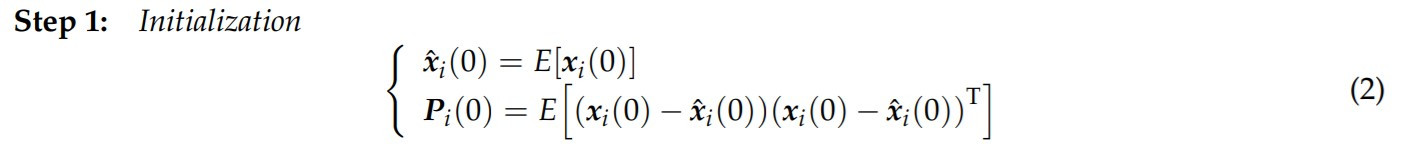 Step 1: Initialization
{ x̂ᵢ(0) = E[xᵢ(0)]
Pᵢ(0) = E[(xᵢ(0) − x̂ᵢ(0))(xᵢ(0) − x̂ᵢ(0))ᵀ] (2)